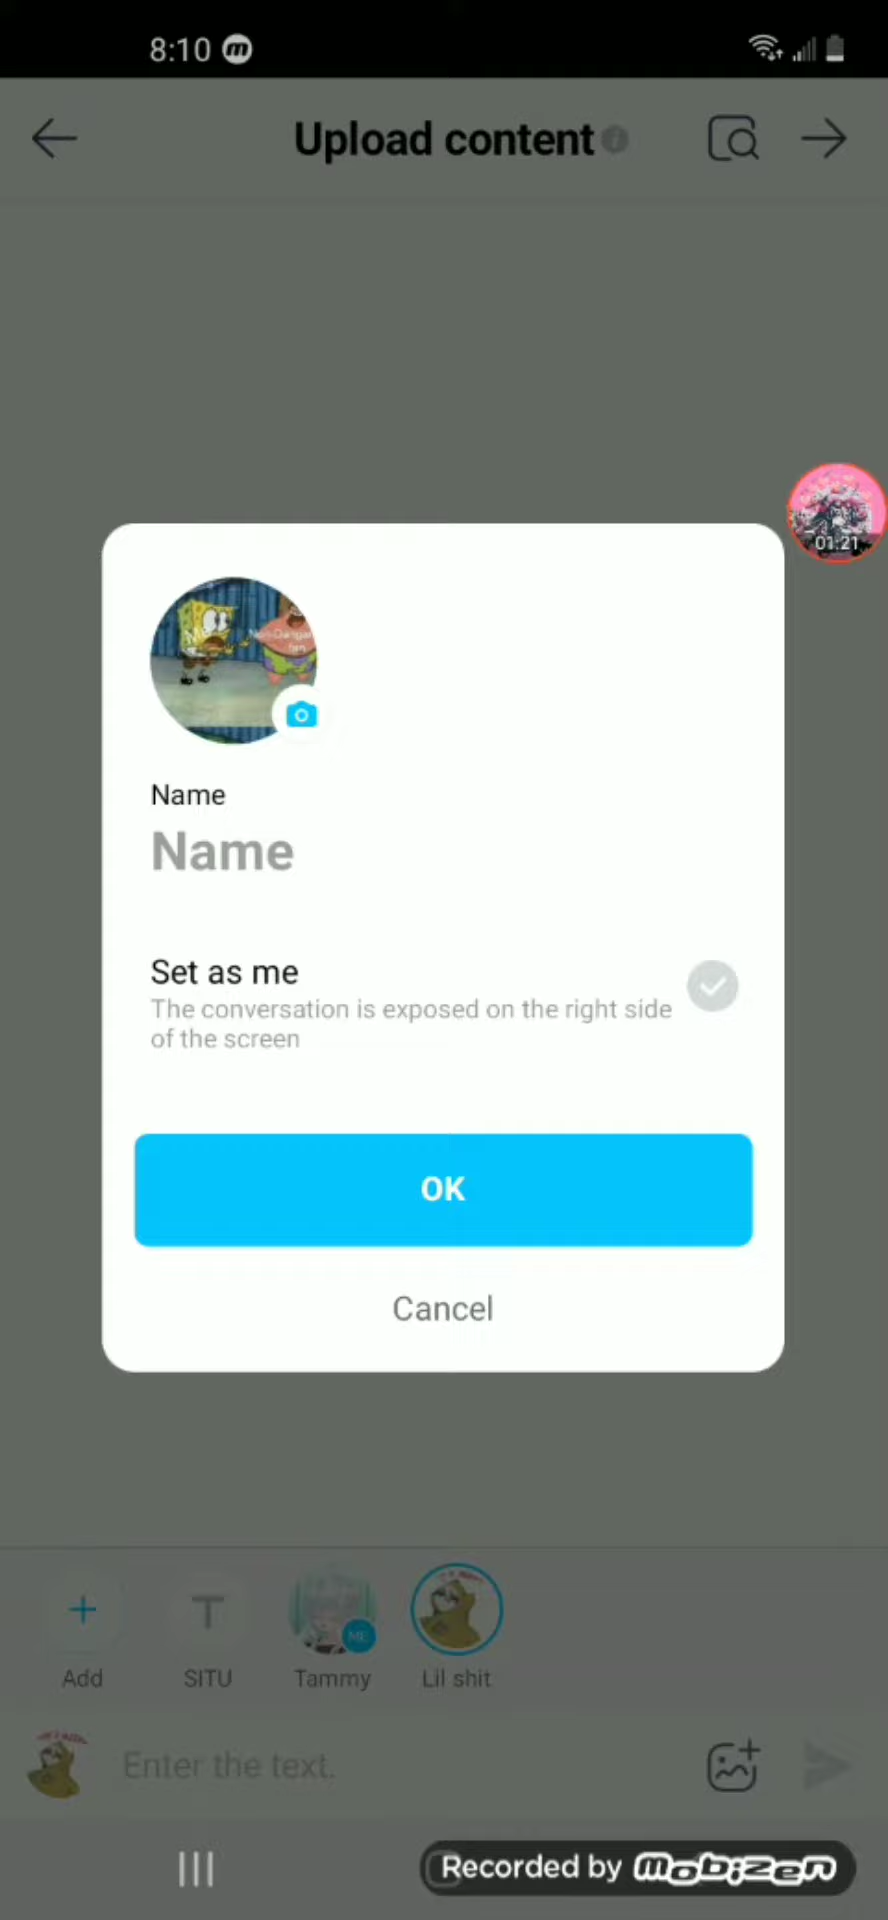 8:10
Upload content
01:21
Name
Name
Set as me
The conversation is exposed on the right side
of the screen
OK
Cancel
T
ME
Add
SITU
Tammy
Lil shit
Enter the text.
Recorded by mobizen